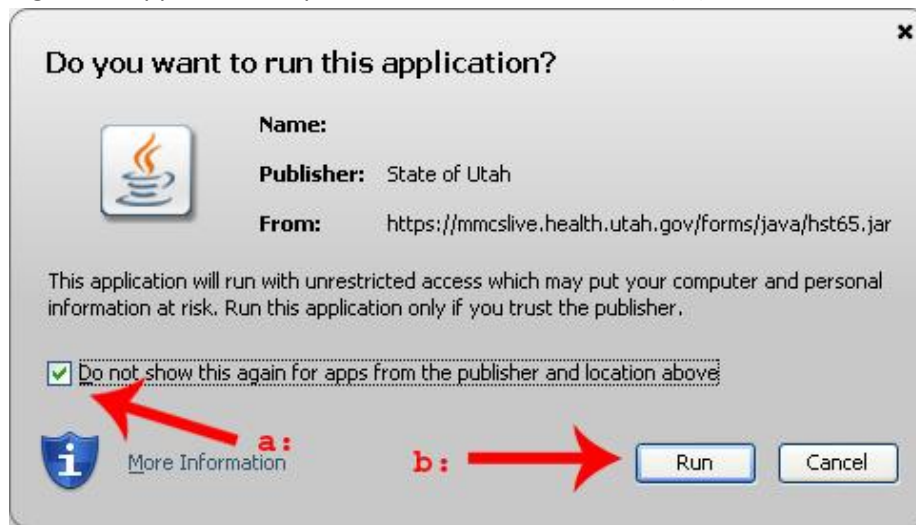 Do you want to run this application?
Name:
Publisher: State of Utah
From: https://mmcslive.health.utah.gov/forms/java/hst65.jar
This application will run with unrestricted access which may put your computer and personal
information at risk. Run this application only if you trust the publisher.
Do not show this again for apps from the publisher and location above
a:
More Information
b:
Run
Cancel